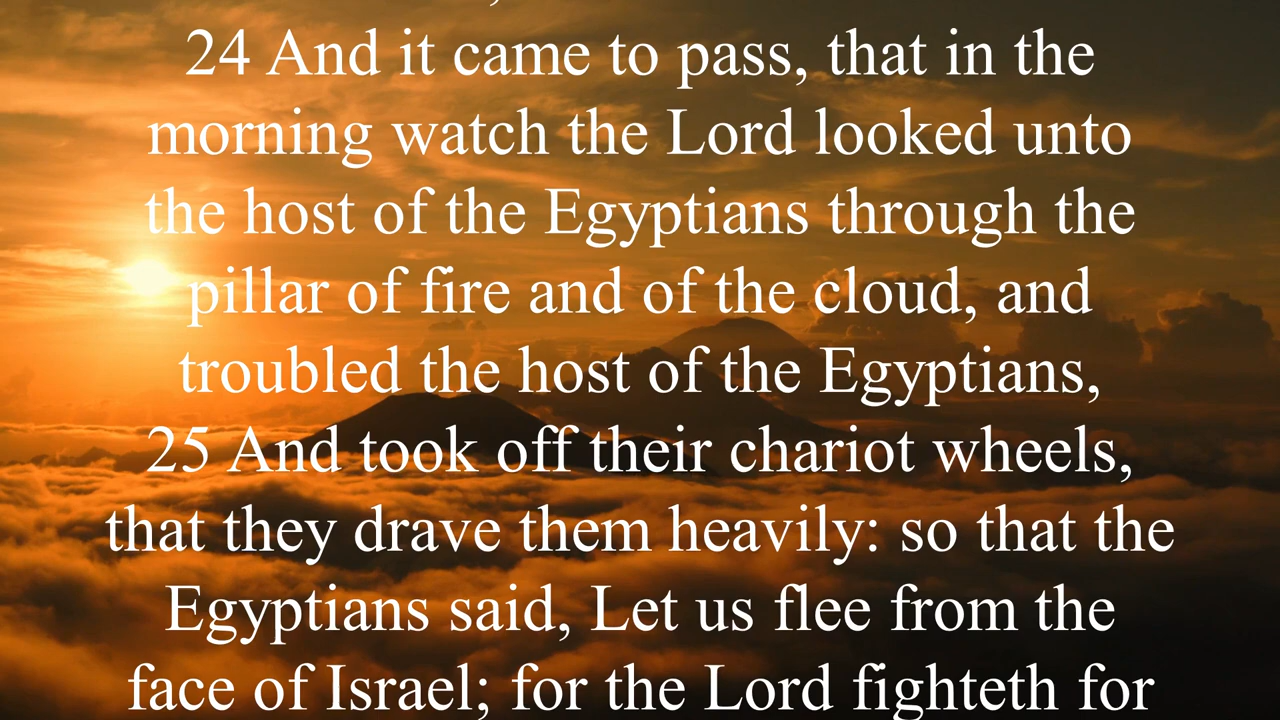 24 And it came to pass, that in the
morning watch the Lord looked unto
the host of the Egyptians through the
pillar of fire and of the cloud, and
troubled the host of the Egyptians,
25 And took off their chariot wheels,
that they drave them heavily: so that the
Egyptians said, Let us flee from the
face of Israel; for the Lord fighteth for